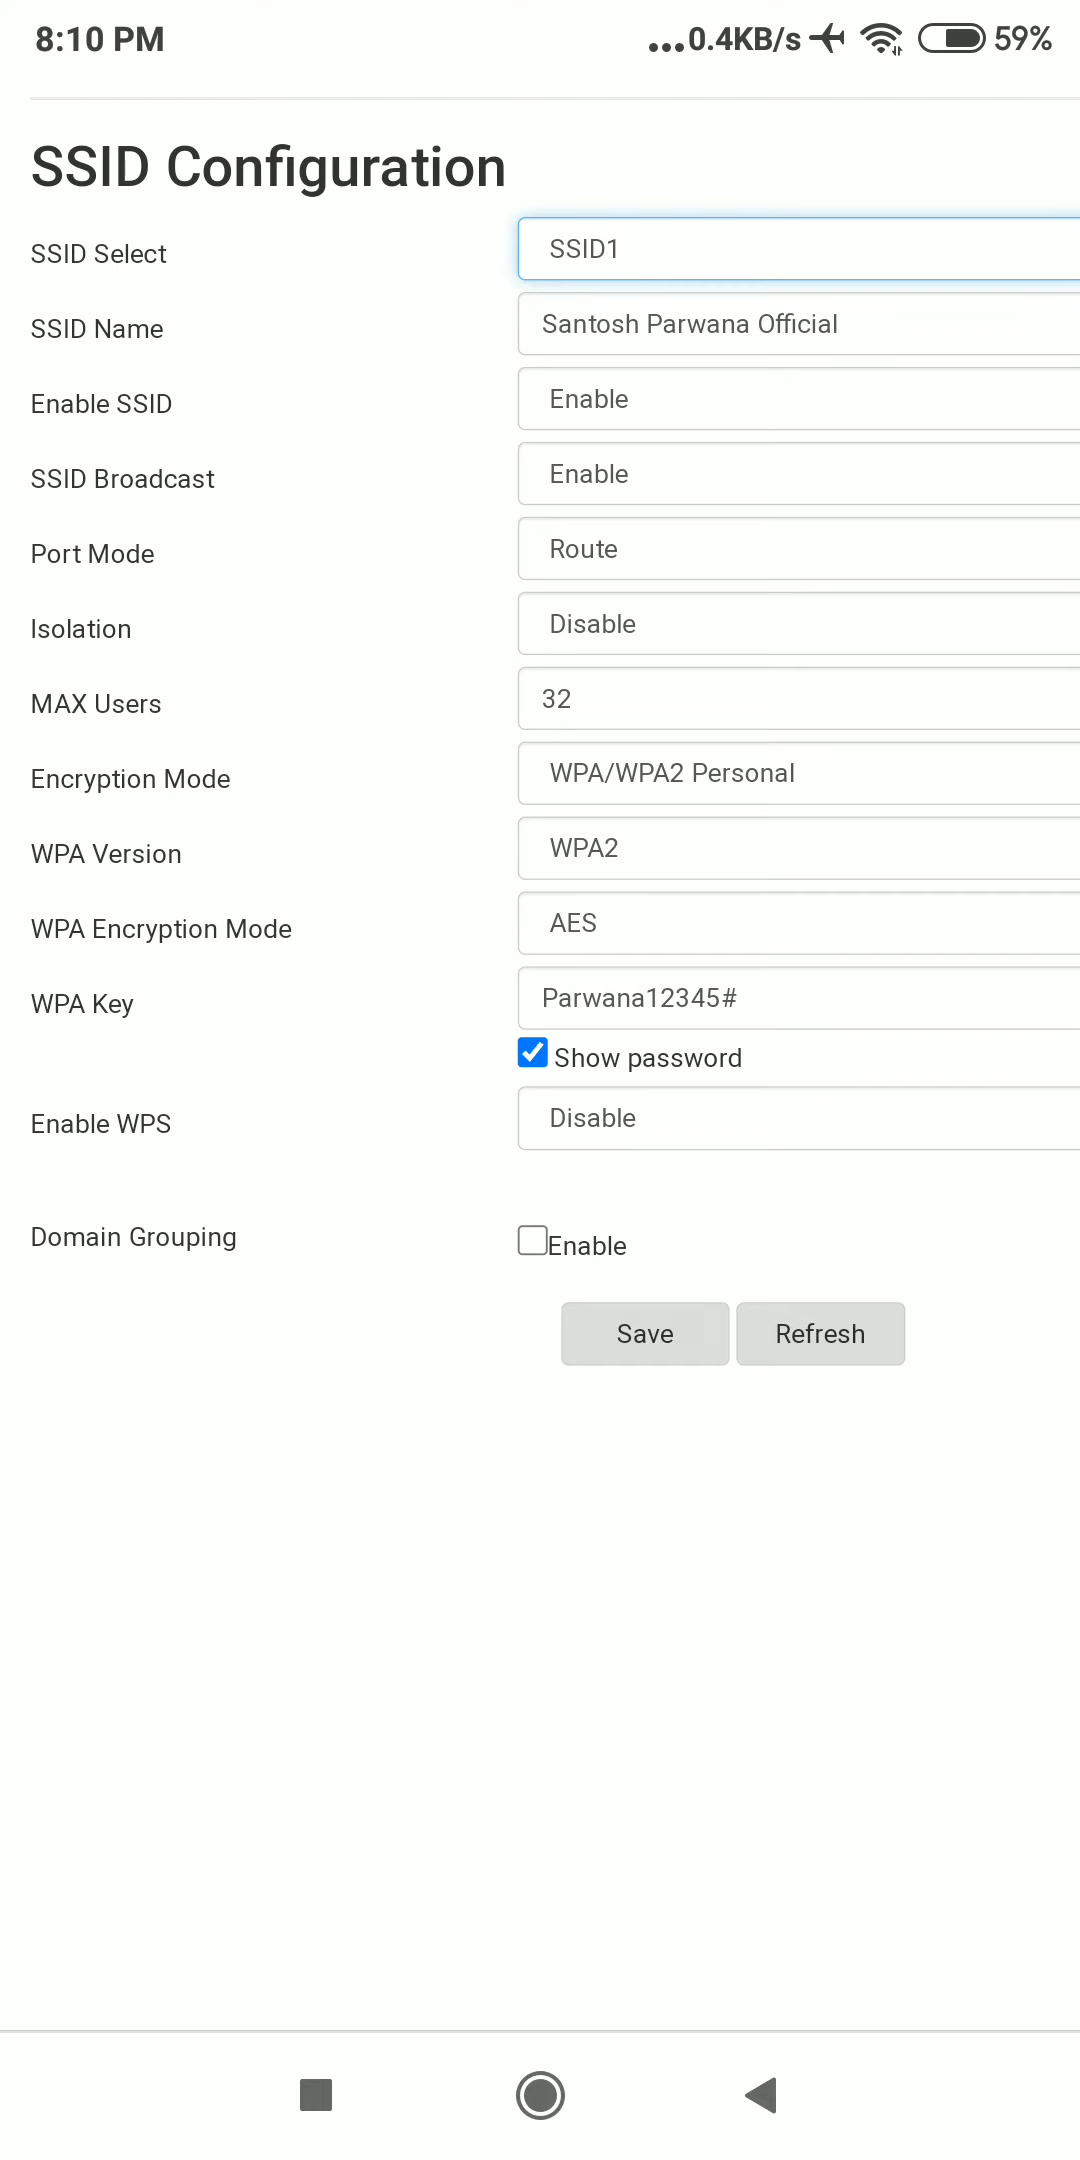 8:10 PM ...0.4KB/s 59%
SSID Configuration
SSID Select SSID1
SSID Name Santosh Parwana Official
Enable SSID Enable
SSID Broadcast Enable
Port Mode Route
Isolation Disable
MAX Users 32
Encryption Mode WPA/WPA2 Personal
WPA Version WPA2
WPA Encryption Mode AES
WPA Key Parwana12345#
Show password
Enable WPS Disable
Domain Grouping Enable
Save Refresh